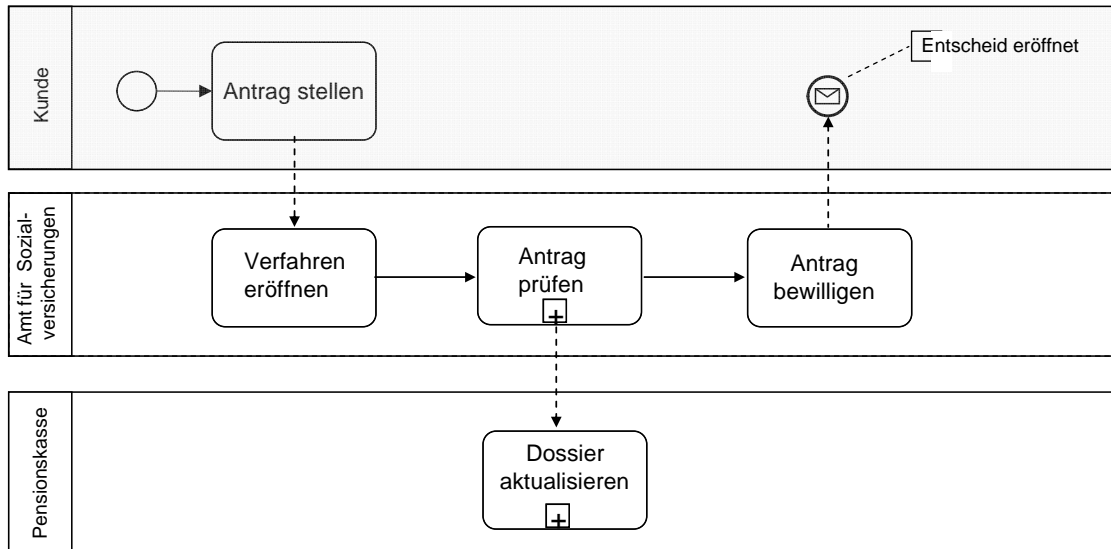 Kunde
Antrag stellen
Entscheid eröffnet
Amt für Sozial-
versicherungen
Verfahren
eröffnen
Antrag
prüfen
Antrag
bewilligen
Pensionskasse
Dossier
aktualisieren